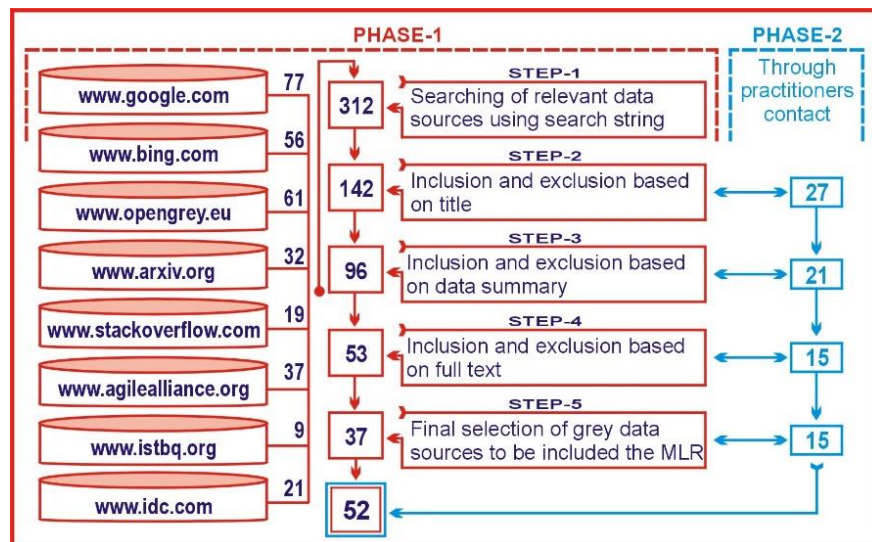 PHASE-1
PHASE-2
www.google.com
77
www.bing.com
56
www.opengrey.eu
61
www.arxiv.org
32
www.stackoverflow.com
19
www.agilealliance.org
37
www.istbq.org
9
www.idc.com
21
312
STEP-1
Searching of relevant data
sources using search string
142
STEP-2
Inclusion and exclusion based
on title
96
STEP-3
Inclusion and exclusion based
on data summary
53
STEP-4
Inclusion and exclusion based
on full text
37
STEP-5
Final selection of grey data
sources to be included the MLR
52
Through
practitioners
contact
27
21
15
15